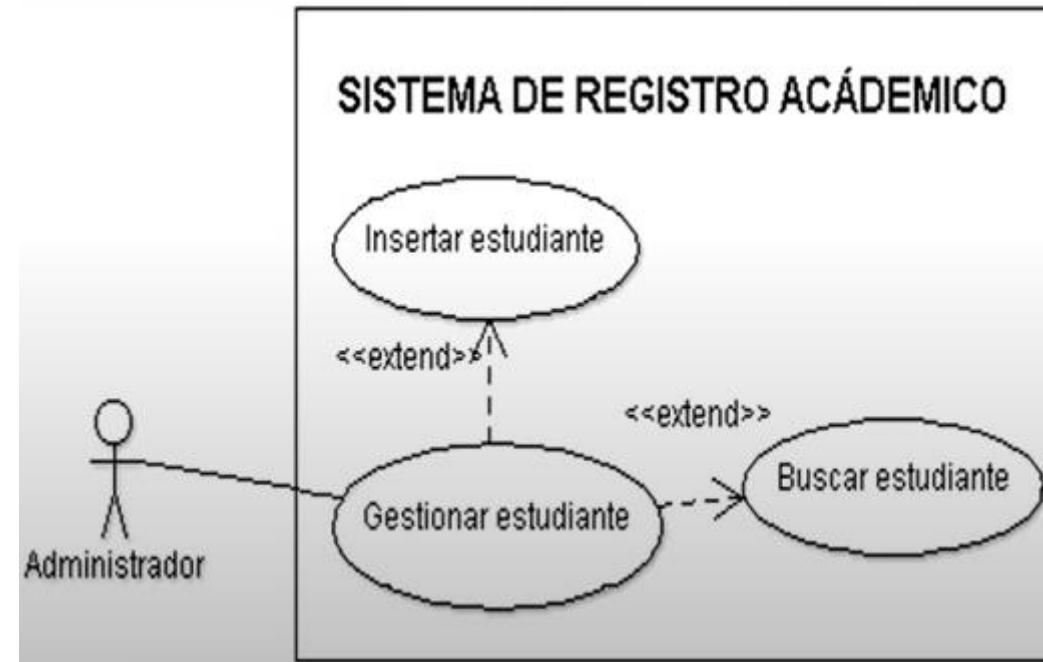 SISTEMA DE REGISTRO ACÁDEMICO
Insertar estudiante
<<extend>>
<<extend>>
Buscar estudiante
Gestionar estudiante
Administrador